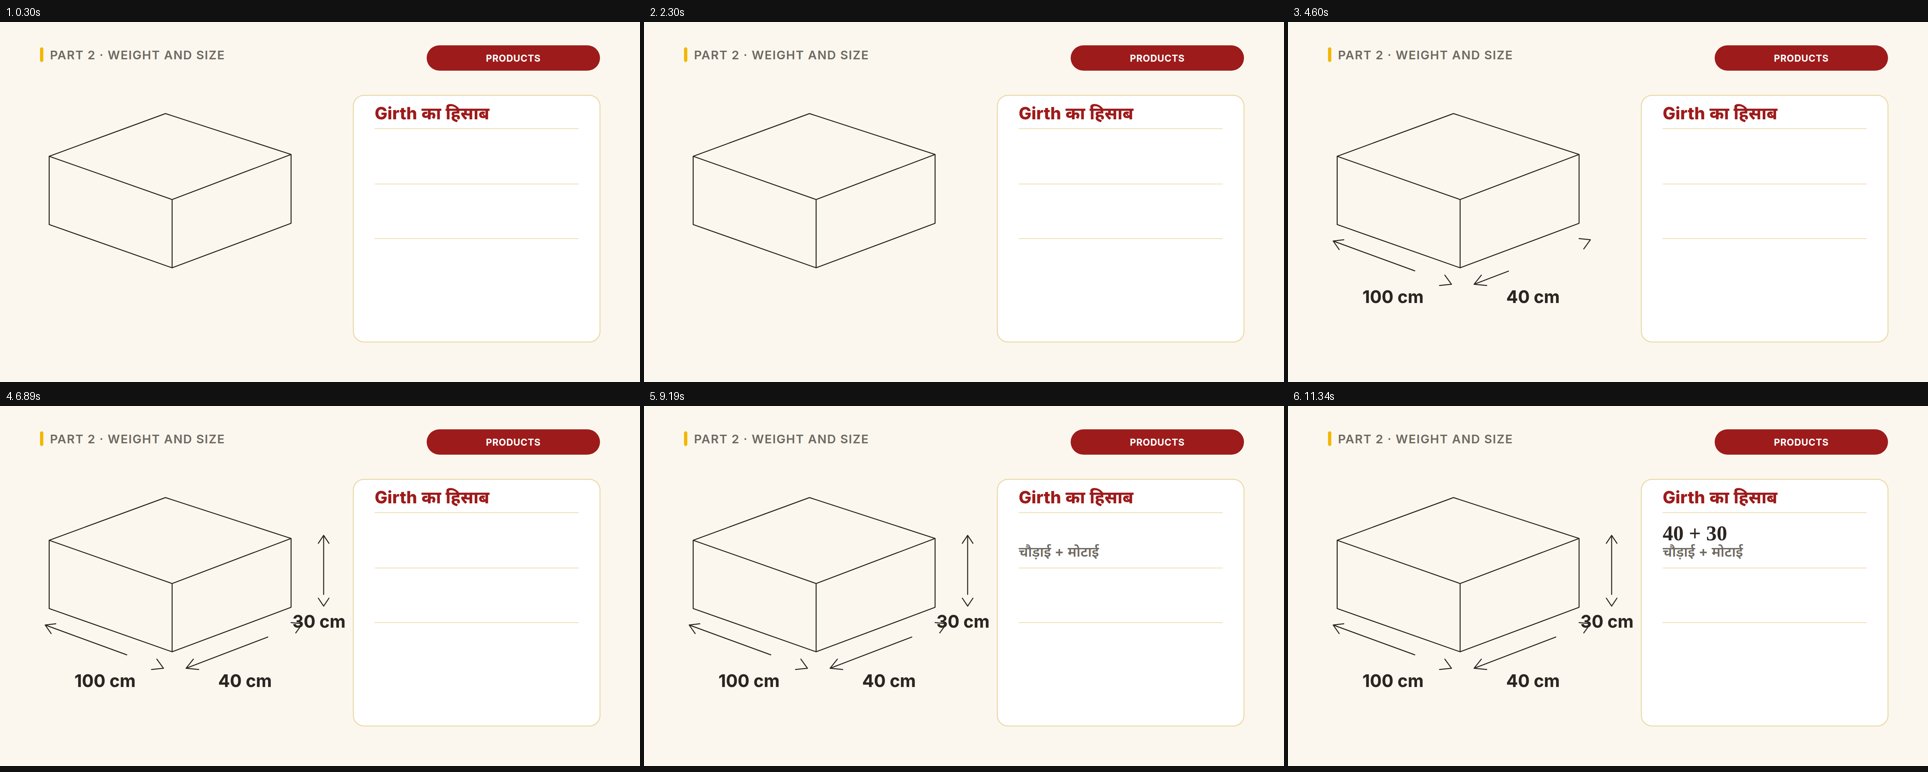 1. 0.30s
PART 2 · WEIGHT AND SIZE
PRODUCTS
Girth का हिसाब
2. 2.30s
PART 2 · WEIGHT AND SIZE
PRODUCTS
Girth का हिसाब
3. 4.60s
PART 2 · WEIGHT AND SIZE
PRODUCTS
Girth का हिसाब
100 cm
40 cm
4. 6.89s
PART 2 · WEIGHT AND SIZE
PRODUCTS
Girth का हिसाब
30 cm
100 cm
40 cm
5. 9.19s
PART 2 · WEIGHT AND SIZE
PRODUCTS
Girth का हिसाब
चौड़ाई + मोटाई
30 cm
100 cm
40 cm
6. 11.34s
PART 2 · WEIGHT AND SIZE
PRODUCTS
Girth का हिसाब
40 + 30
चौड़ाई + मोटाई
30 cm
100 cm
40 cm